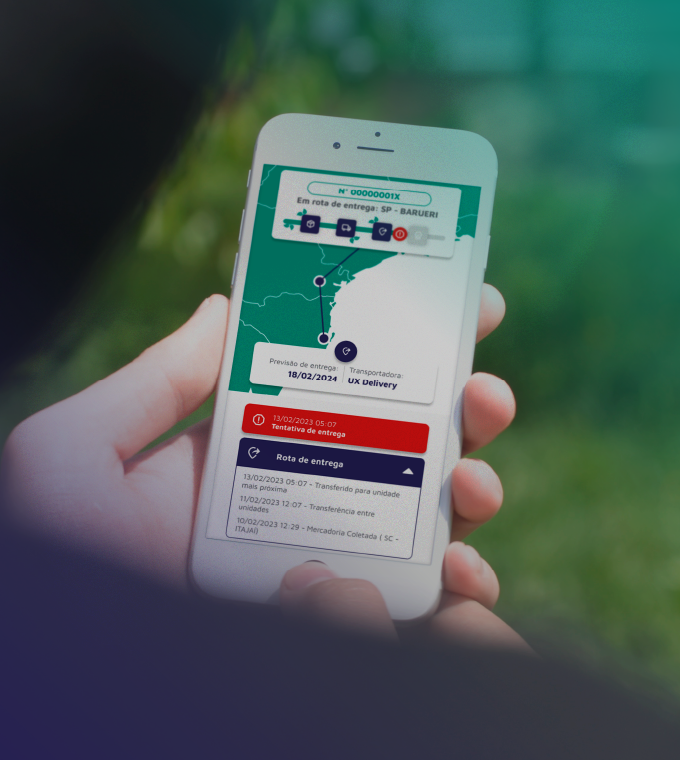 N° 00000001X
Em rota de entrega: SP - BARUERI
Previsão de entrega:
18/02/2024
Transportadora:
UX Delivery
13/02/2023 05:07
Tentativa de entrega
Rota de entrega
13/02/2023 05:07 - Transferido para unidade
mais próxima
11/02/2023 12:07 - Transferência entre
unidades
10/02/2023 12:29 - Mercadoria Coletada ( SC -
ITAJAÍ)